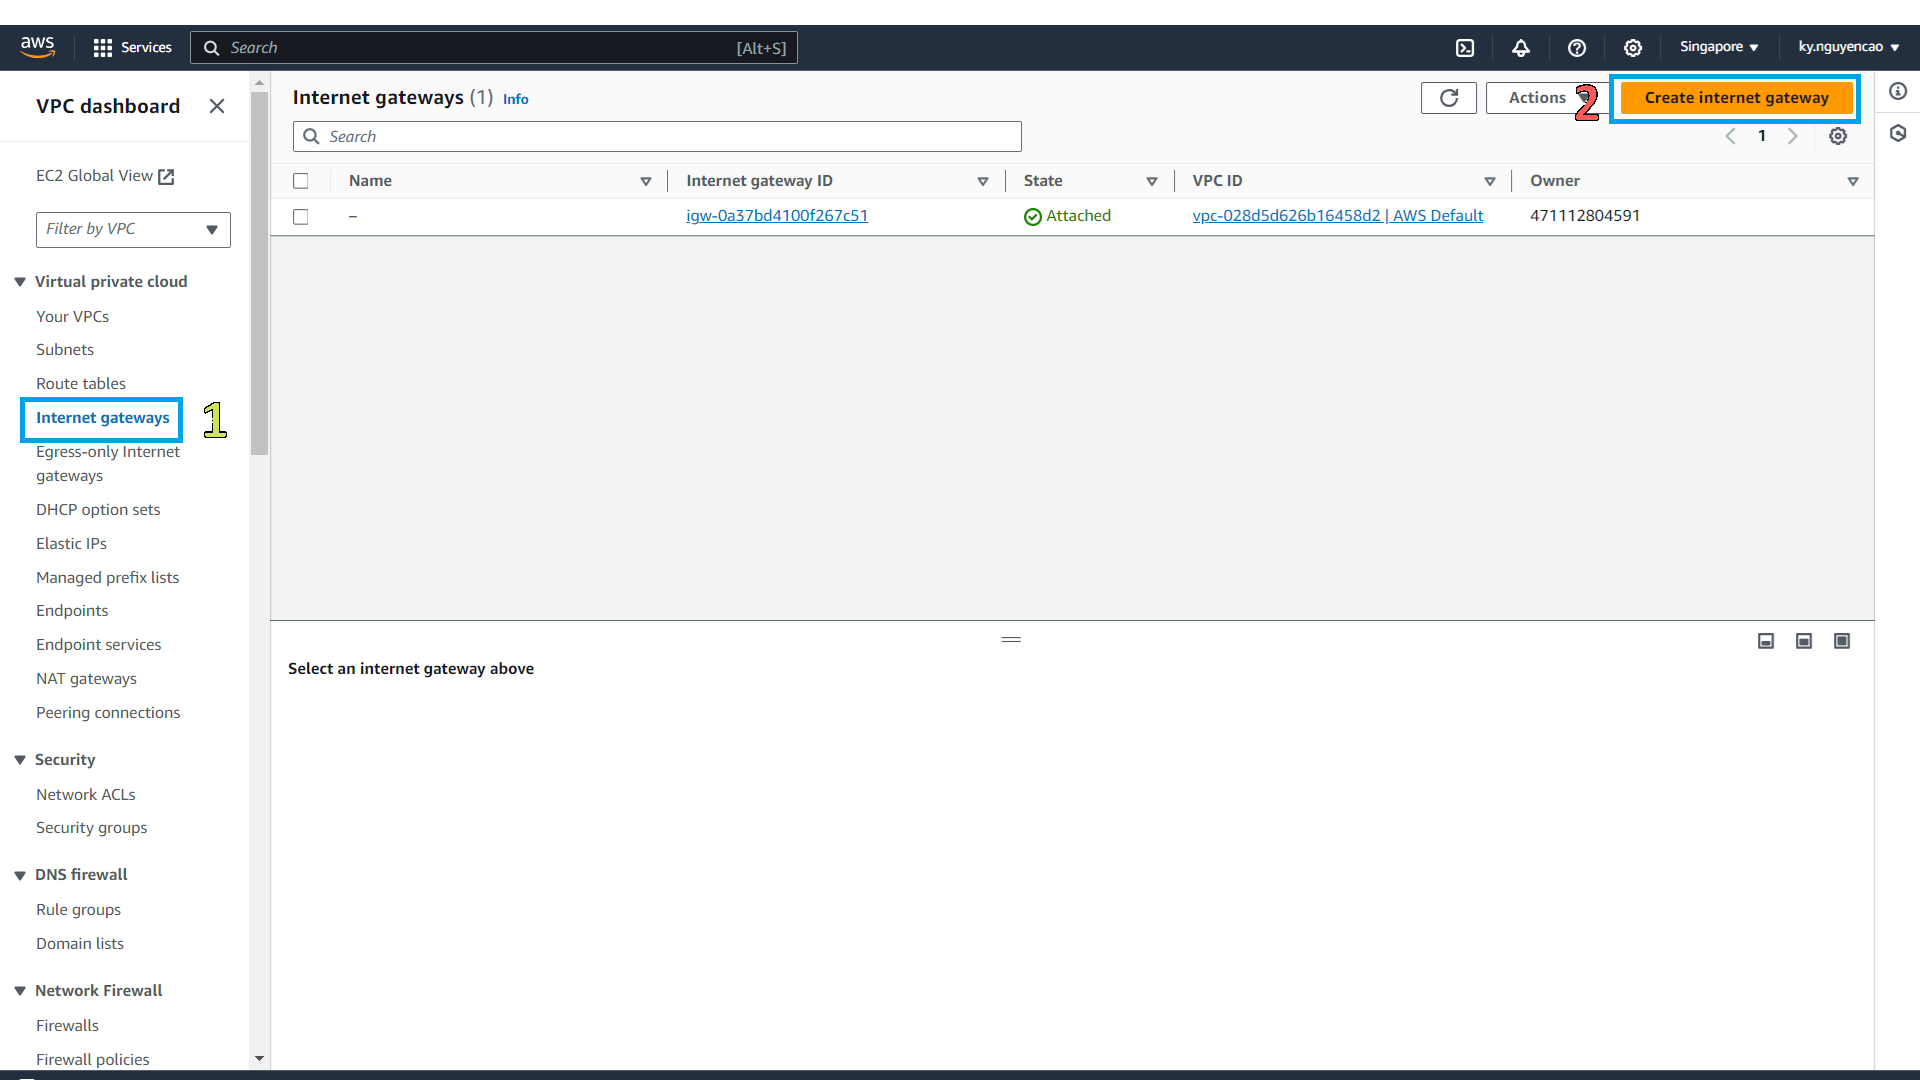 aws
Services
Search
[Alt+S]
Singapore
ky.nguyencao
VPC dashboard
EC2 Global View
Filter by VPC
Virtual private cloud
Your VPCs
Subnets
Route tables
Internet gateways
1
Egress-only Internet
gateways
DHCP option sets
Elastic IPs
Managed prefix lists
Endpoints
Endpoint services
NAT gateways
Peering connections
Security
Network ACLs
Security groups
DNS firewall
Rule groups
Domain lists
Network Firewall
Firewalls
Firewall policies
Internet gateways (1) Info
Actions
2
Create internet gateway
Search
1
Name
Internet gateway ID
State
VPC ID
Owner
–
igw-0a37bd4100f267c51
Attached
vpc-028d5d626b16458d2 | AWS Default
471112804591
Select an internet gateway above